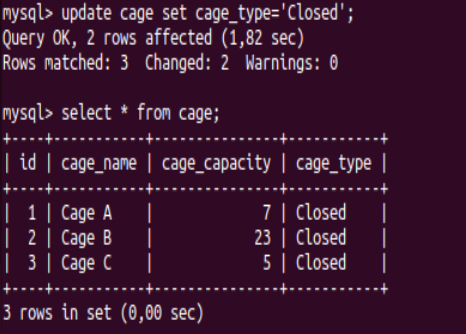 mysql> update cage set cage_type='Closed';
Query OK, 2 rows affected (1,82 sec)
Rows matched: 3  Changed: 2  Warnings: 0

mysql> select * from cage;
+----+-----------+---------------+-----------+
| id | cage_name | cage_capacity | cage_type |
+----+-----------+---------------+-----------+
|  1 | Cage A    |             7 | Closed    |
|  2 | Cage B    |            23 | Closed    |
|  3 | Cage C    |             5 | Closed    |
+----+-----------+---------------+-----------+
3 rows in set (0,00 sec)